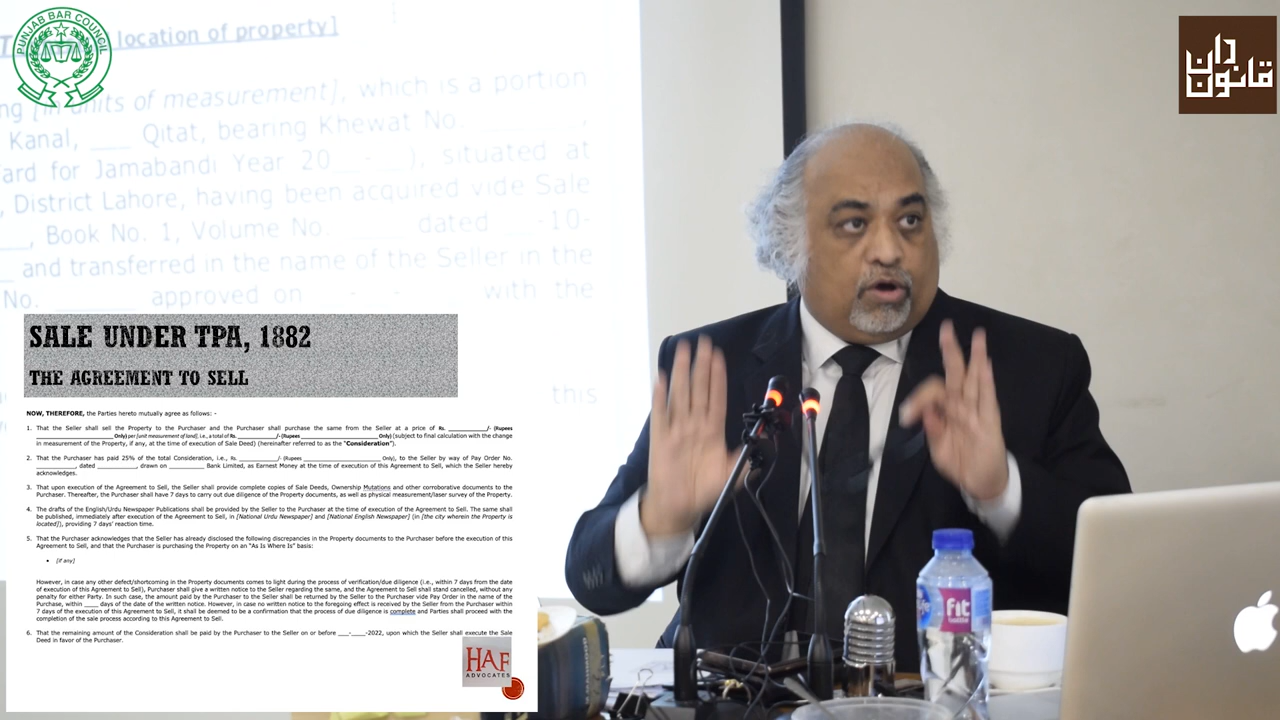 PUNJAB BAR COUNCIL
location of property]
ng [in units of measurement], which is a portion
Kanal, ___ Qitat, bearing Khewat No. ______,
ard for Jamabandi Year 20__-__), situated at
, District Lahore, having been acquired vide Sale
__, Book No. 1, Volume No. _____ dated __-10-
_ and transferred in the name of the Seller in the
No. ________ approved on __-__-__ with the
this
قانون دان
SALE UNDER TPA, 1882
THE AGREEMENT TO SELL
NOW, THEREFORE, the Parties hereto mutually agree as follows: -
1. That the Seller shall sell the Property to the Purchaser and the Purchaser shall purchase the same from the Seller at a price of Rs. ___________/- (Rupees
____________________Only) per [unit measurement of land], i.e., a total of Rs. ____________/- (Rupees ____________________Only) (subject to final calculation with the change
in measurement of the Property, if any, at the time of execution of Sale Deed) (hereinafter referred to as the "Consideration").
2. That the Purchaser has paid 25% of the total Consideration, i.e., Rs. ___________/- (Rupees ____________________ Only), to the Seller by way of Pay Order No.
___________, dated ___________, drawn on __________ Bank Limited, as Earnest Money at the time of execution of this Agreement to Sell, which the Seller hereby
acknowledges.
3. That upon execution of the Agreement to Sell, the Seller shall provide complete copies of Sale Deeds, Ownership Mutations and other corroborative documents to the
Purchaser. Thereafter, the Purchaser shall have 7 days to carry out due diligence of the Property documents, as well as physical measurement/laser survey of the Property.
4. The drafts of the English/Urdu Newspaper Publications shall be provided by the Seller to the Purchaser at the time of execution of the Agreement to Sell. The same shall
be published, immediately after execution of the Agreement to Sell, in [National Urdu Newspaper] and [National English Newspaper] (in [the city wherein the Property is
located]), providing 7 days' reaction time.
5. That the Purchaser acknowledges that the Seller has already disclosed the following discrepancies in the Property documents to the Purchaser before the execution of this
Agreement to Sell, and that the Purchaser is purchasing the Property on an "As Is Where Is" basis:
• [if any]
However, in case any other defect/shortcoming in the Property documents comes to light during the process of verification/due diligence (i.e., within 7 days from the date
of execution of this Agreement to Sell), Purchaser shall give a written notice to the Seller regarding the same, and the Agreement to Sell shall stand cancelled, without any
penalty for either Party. In such case, the amount paid by the Purchaser to the Seller shall be returned by the Seller to the Purchaser vide Pay Order in the name of the
Purchase, within ____ days of the date of the written notice. However, in case no written notice to the foregoing effect is received by the Seller from the Purchaser within
7 days of the execution of this Agreement to Sell, it shall be deemed to be a confirmation that the process of due diligence is complete and Parties shall proceed with the
completion of the sale process according to this Agreement to Sell.
6. That the remaining amount of the Consideration shall be paid by the Purchaser to the Seller on or before ___-____-2022, upon which the Seller shall execute the Sale
Deed in favor of the Purchaser.
HAF
ADVOCATES
fit